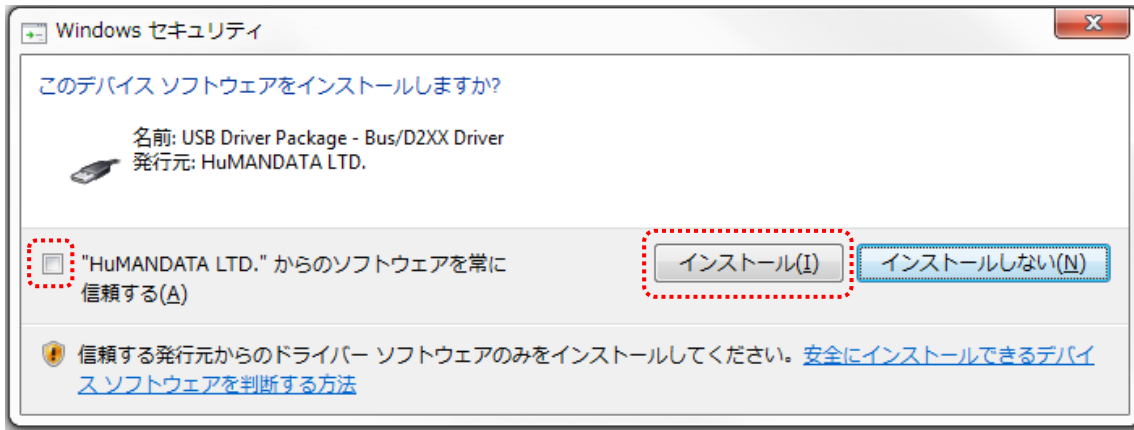 Windows セキュリティ
このデバイス ソフトウェアをインストールしますか?
名前: USB Driver Package - Bus/D2XX Driver
発行元: HuMANDATA LTD.
"HuMANDATA LTD." からのソフトウェアを常に
信頼する(A)
インストール(I)
インストールしない(N)
信頼する発行元からのドライバー ソフトウェアのみをインストールしてください。安全にインストールできるデバイ
ス ソフトウェアを判断する方法